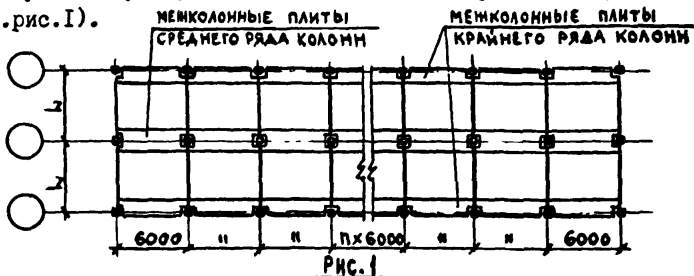 .рис.I).
МЕЖКОЛОННЫЕ ПЛИТЫ
СРЕДНЕГО РЯДА КОЛОНН
МЕЖКОЛОННЫЕ ПЛИТЫ
КРАЙНЕГО РЯДА КОЛОНН
L
L
6000 " " n×6000 " " 6000
РИС.1